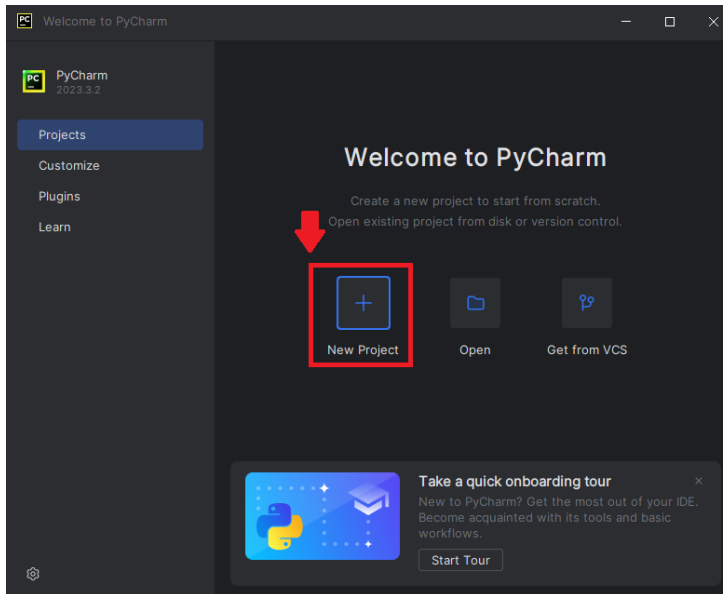 PC
Welcome to PyCharm
PC
PyCharm
2023.3.2
Projects
Customize
Plugins
Learn
Welcome to PyCharm
Create a new project to start from scratch.
Open existing project from disk or version control.
New Project
Open
Get from VCS
Take a quick onboarding tour
New to PyCharm? Get the most out of your IDE.
Become acquainted with its tools and basic
workflows.
Start Tour